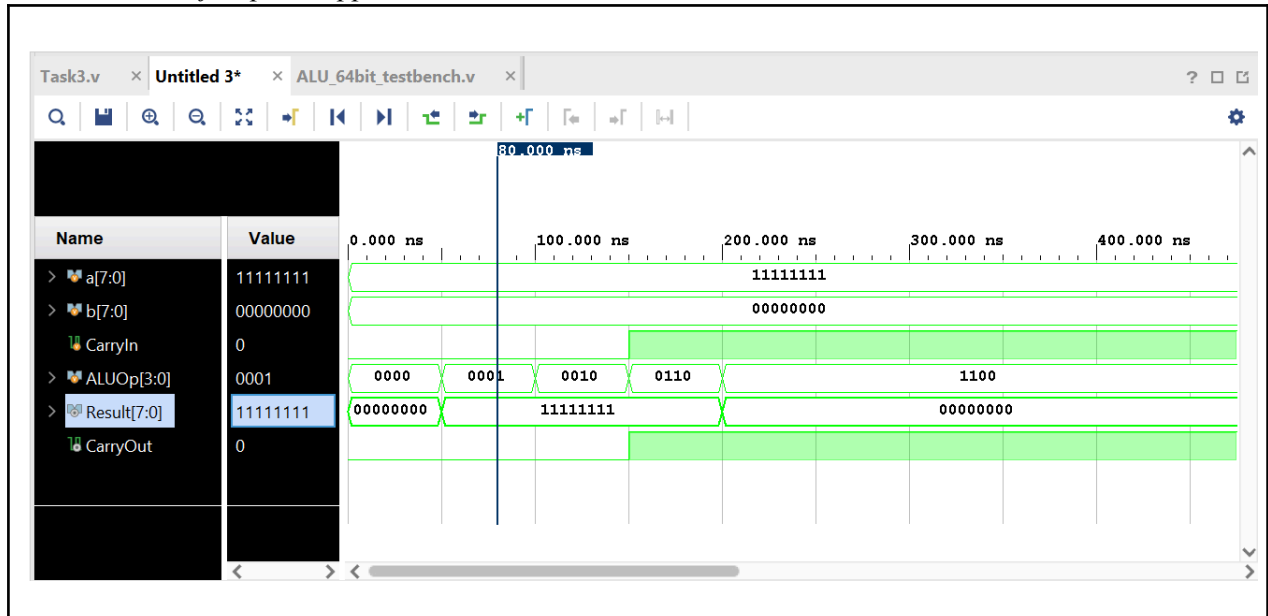 Task3.v × Untitled 3* × ALU_64bit_testbench.v × ?
80.000 ns
Name Value 0.000 ns 100.000 ns 200.000 ns 300.000 ns 400.000 ns
a[7:0] 11111111 11111111
b[7:0] 00000000 00000000
CarryIn 0
ALUOp[3:0] 0001 0000 0001 0010 0110 1100
Result[7:0] 11111111 00000000 11111111 00000000
CarryOut 0